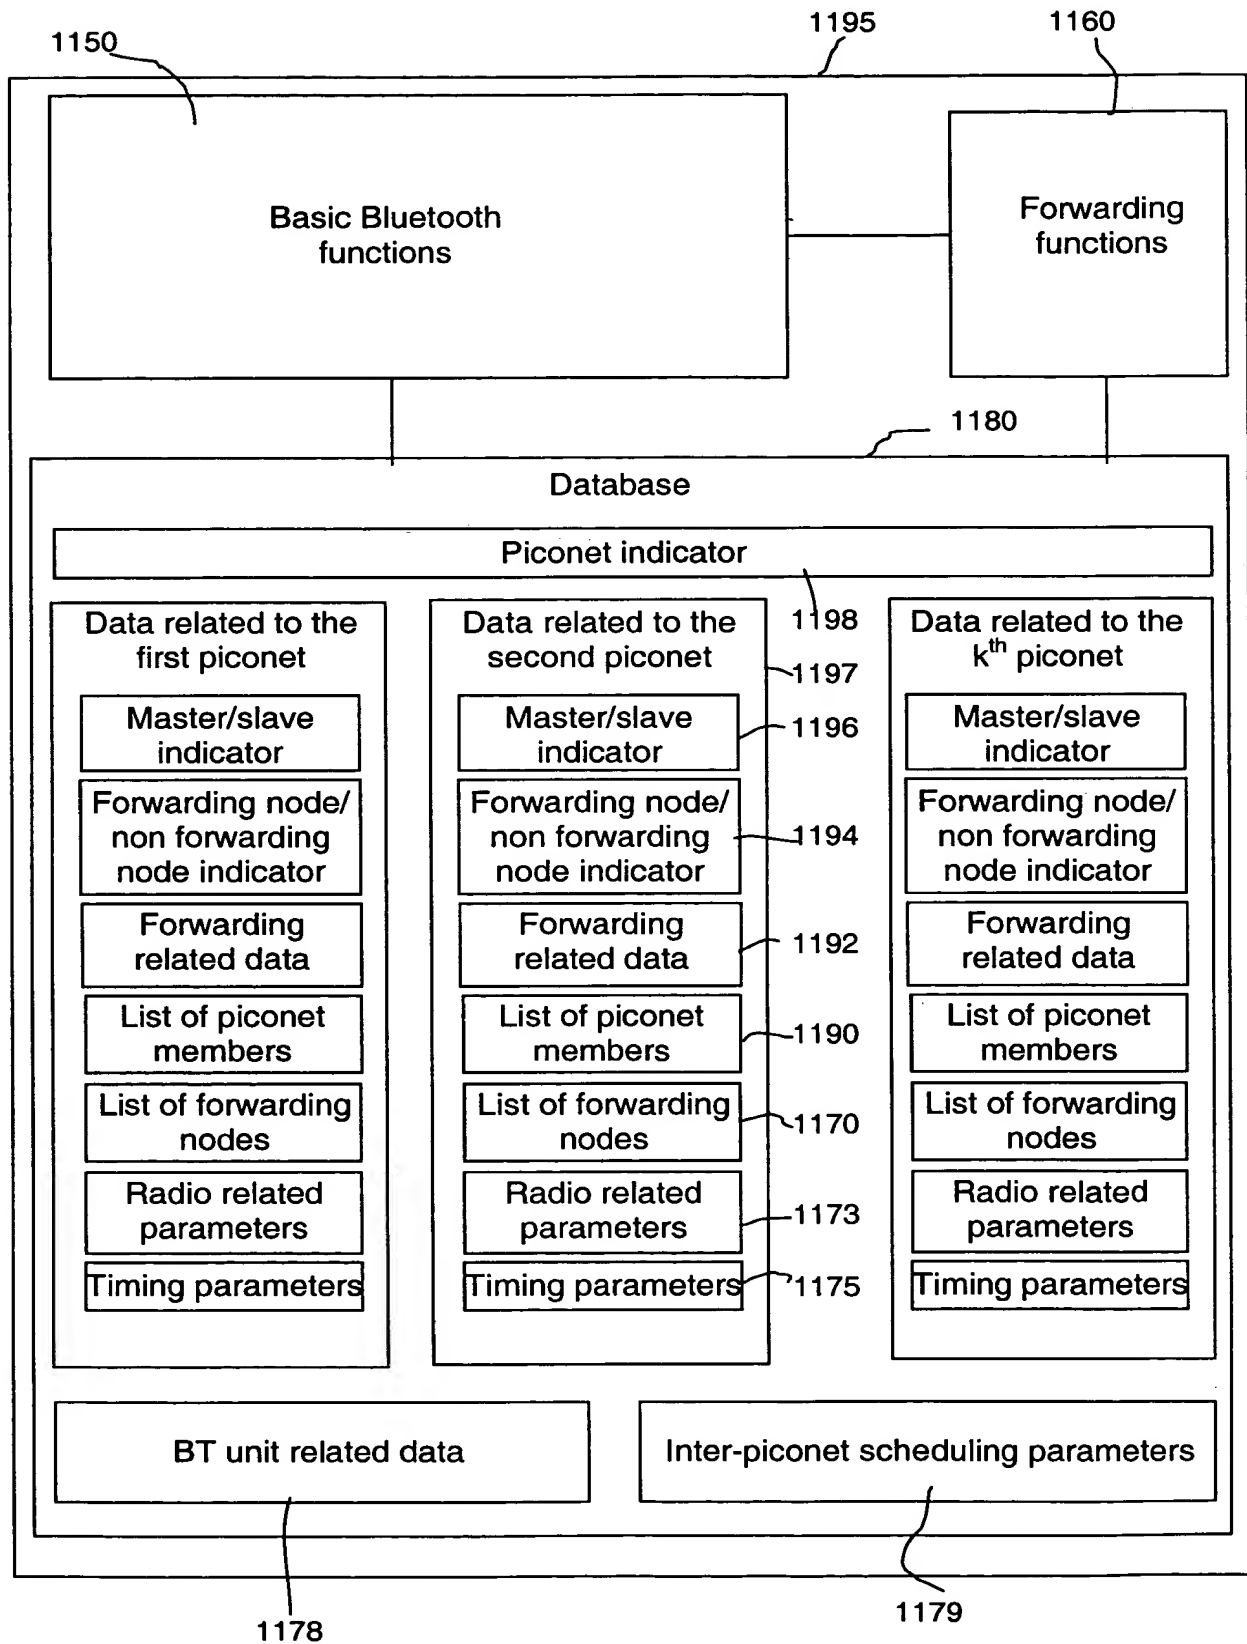 1195
1160
1150
Basic Bluetooth
functions
Forwarding
functions
1180
Database
Piconet indicator
1198
Data related to the
first piconet
Master/slave
indicator
Forwarding node/
non forwarding
node indicator
Forwarding
related data
List of piconet
members
List of forwarding
nodes
Radio related
parameters
Timing parameters
Data related to the
second piconet
Master/slave
indicator
Forwarding node/
non forwarding
node indicator
Forwarding
related data
List of piconet
members
List of forwarding
nodes
Radio related
parameters
Timing parameters
1197
1196
1194
1192
1190
1170
1173
1175
Data related to the
kth piconet
Master/slave
indicator
Forwarding node/
non forwarding
node indicator
Forwarding
related data
List of piconet
members
List of forwarding
nodes
Radio related
parameters
Timing parameters
BT unit related data
Inter-piconet scheduling parameters
1178
1179